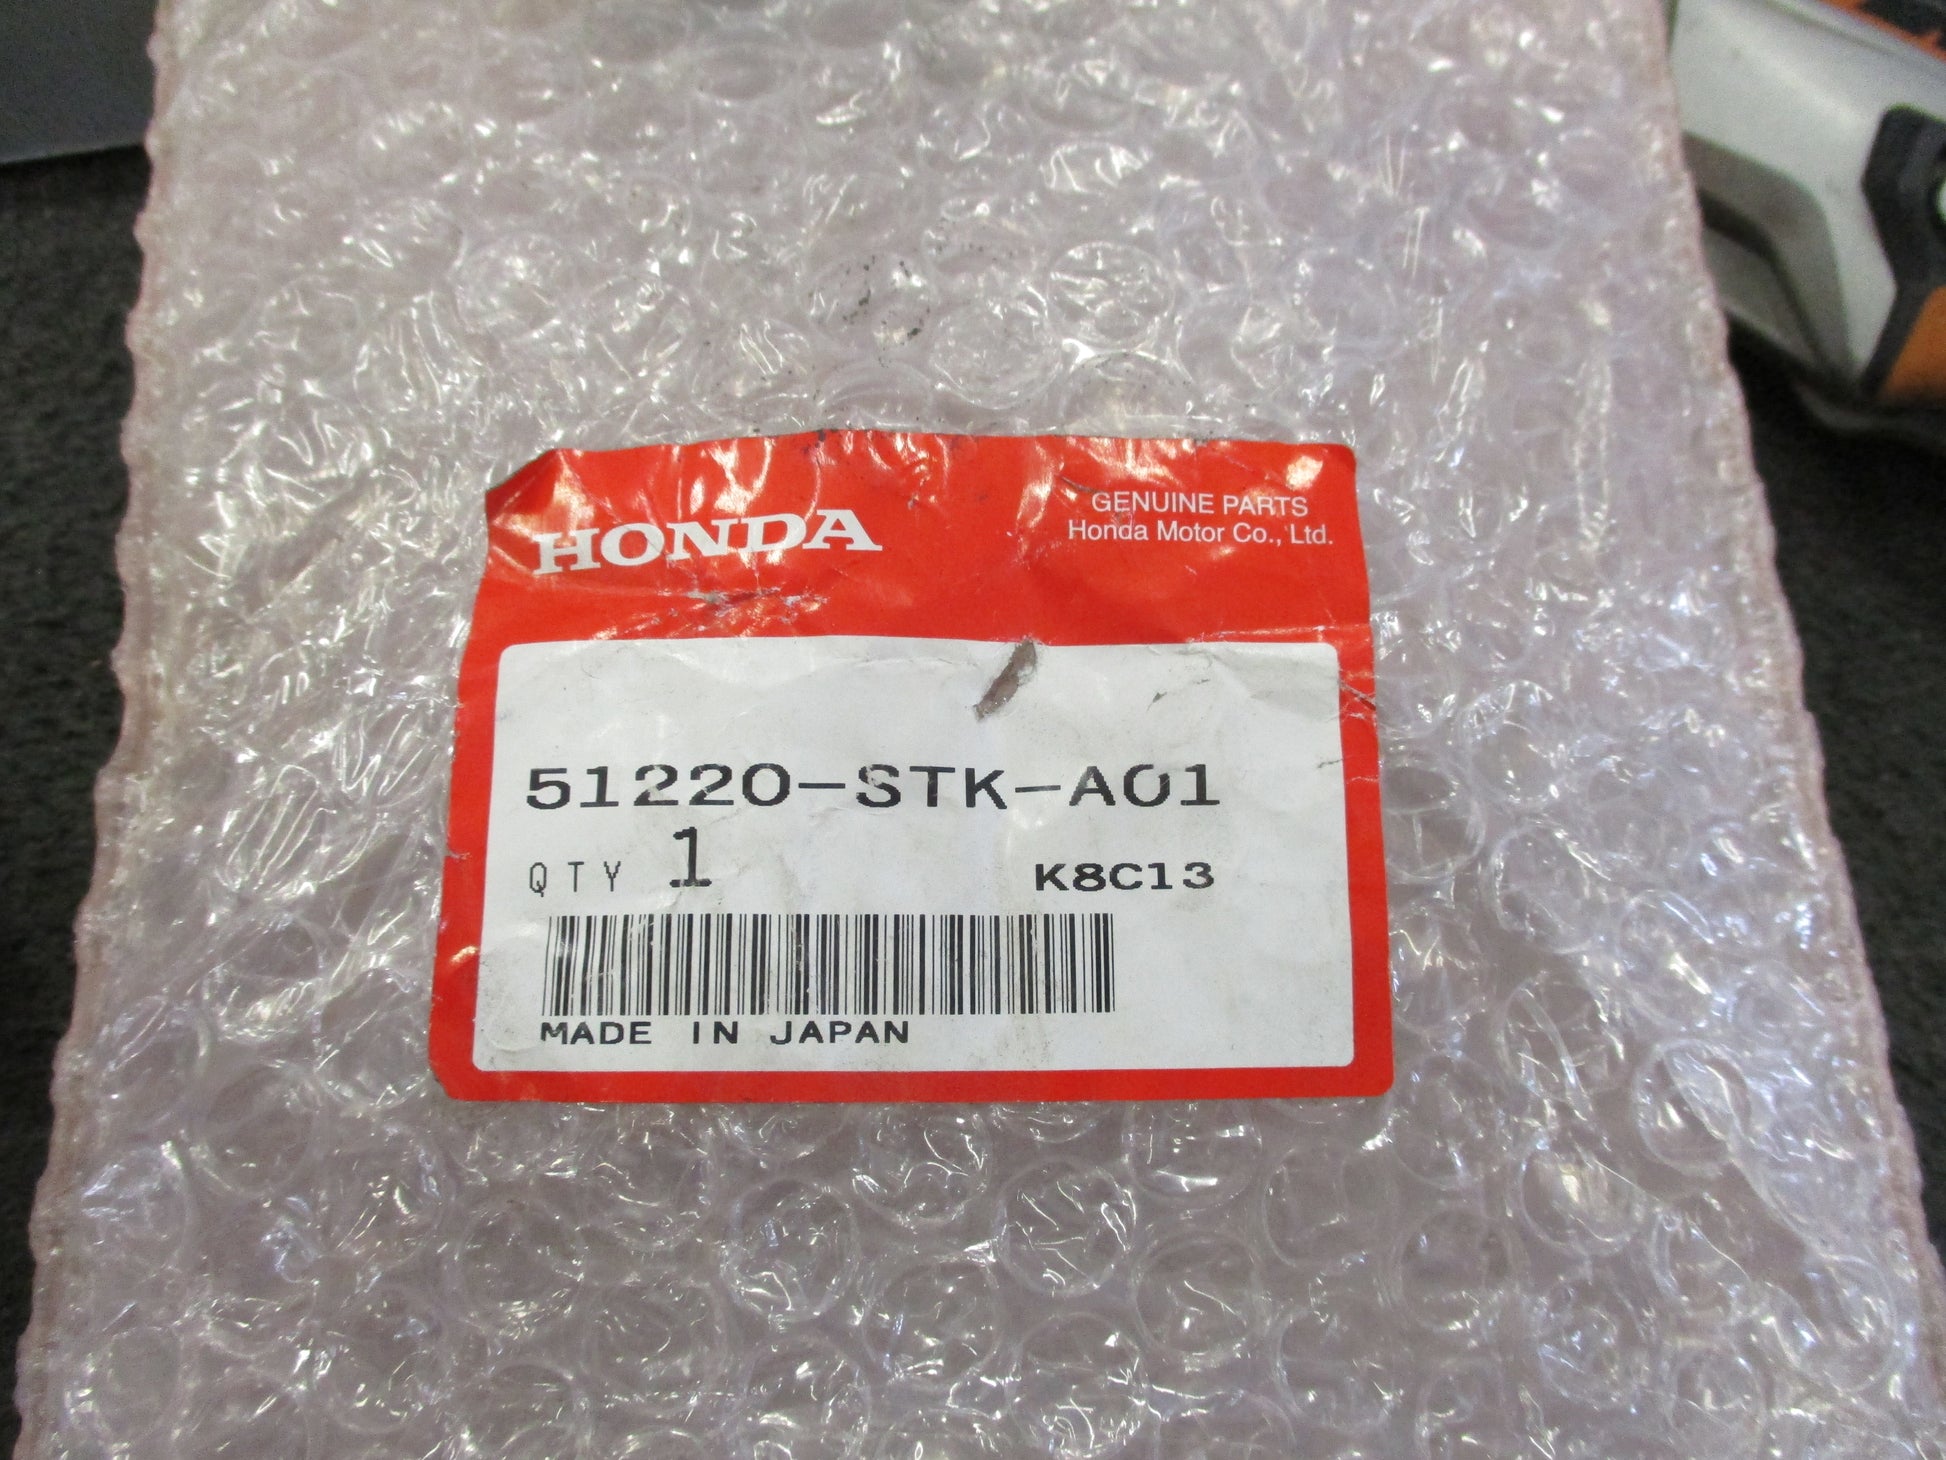 HONDA
GENUINE PARTS
Honda Motor Co., Ltd.
51220-STK-A01
QTY 1 K8C13
MADE IN JAPAN